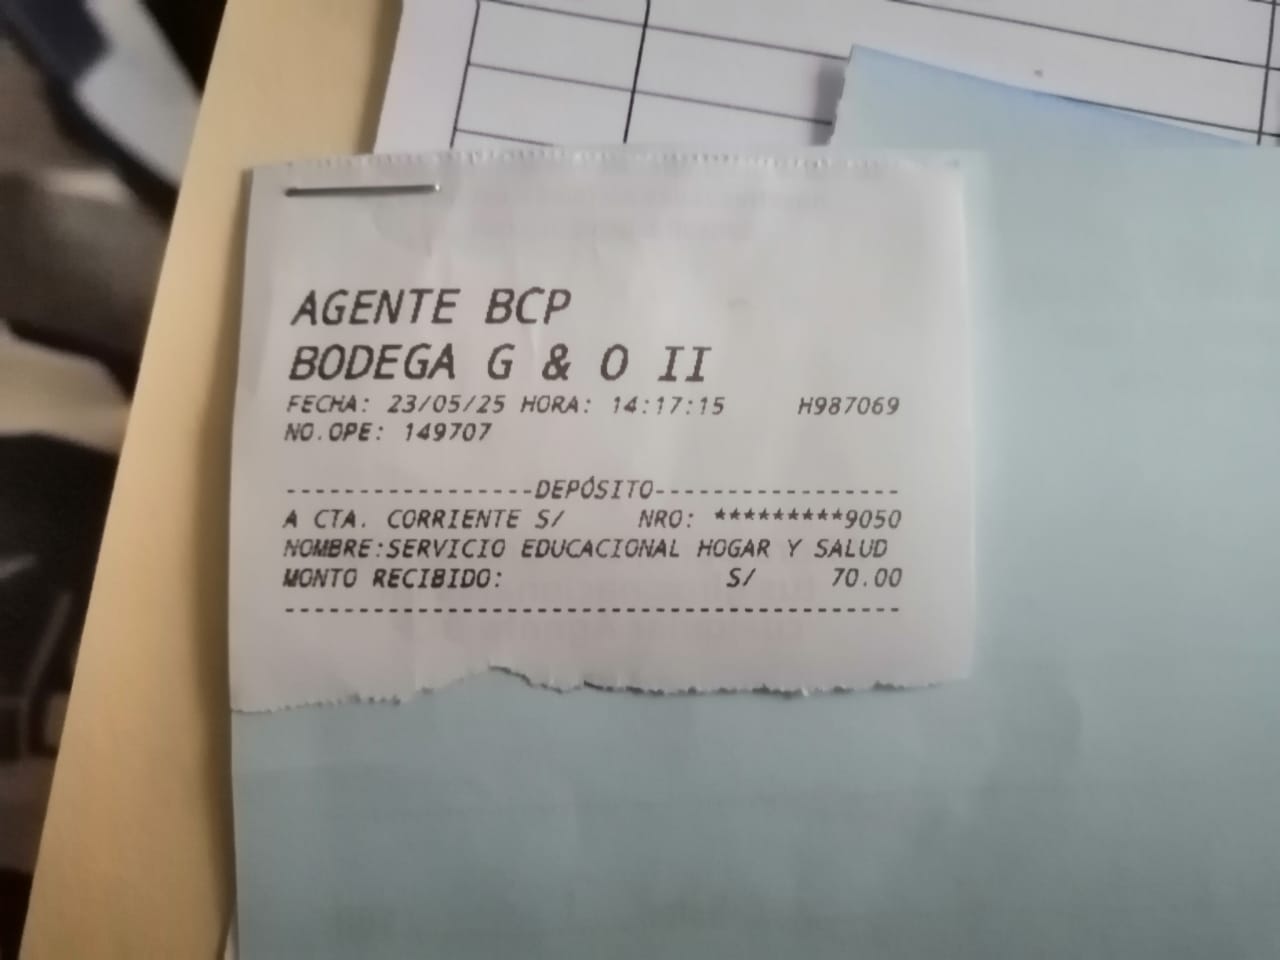 AGENTE BCP
BODEGA G & O II
FECHA: 23/05/25 HORA: 14:17:15 H987069
NO.OPE: 149707
-----------------DEPÓSITO-----------------
A CTA. CORRIENTE S/ NRO: *********9050
NOMBRE:SERVICIO EDUCACIONAL HOGAR Y SALUD
MONTO RECIBIDO: S/ 70.00
------------------------------------------